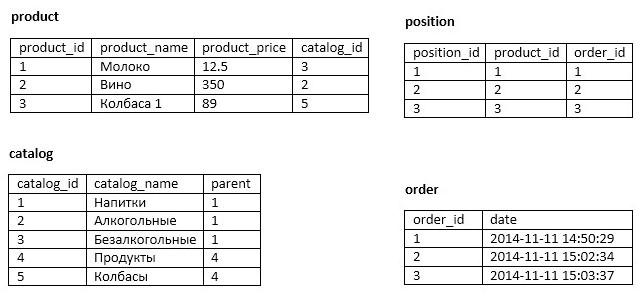 product
product_id product_name product_price catalog_id
1 Молоко 12.5 3
2 Вино 350 2
3 Колбаса 1 89 5
position
position_id product_id order_id
1 1 1
2 2 2
3 3 3
catalog
catalog_id catalog_name parent
1 Напитки 1
2 Алкогольные 1
3 Безалкогольные 1
4 Продукты 4
5 Колбасы 4
order
order_id date
1 2014-11-11 14:50:29
2 2014-11-11 15:02:34
3 2014-11-11 15:03:37